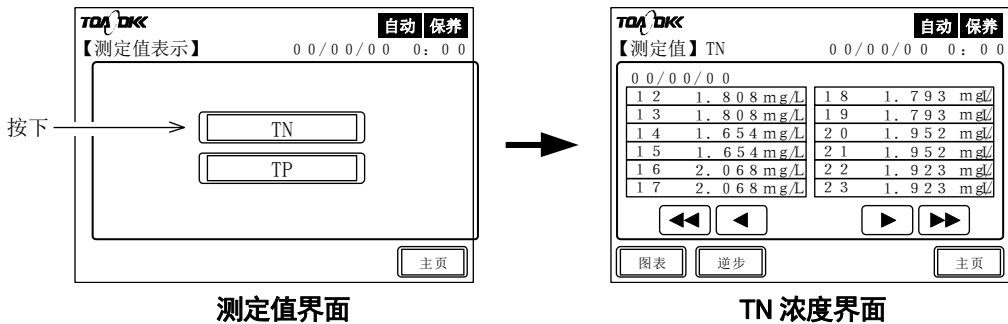 TOA DKK 自动 保养
【测定值表示】 00/00/00 0:00
按下
TN
TP
主页
测定值界面
TOA DKK 自动 保养
【测定值】TN 00/00/00 0:00
00/00/00
12 1.808mg/L 18 1.793 mg/L
13 1.808mg/L 19 1.793 mg/L
14 1.654mg/L 20 1.952 mg/L
15 1.654mg/L 21 1.952 mg/L
16 2.068mg/L 22 1.923 mg/L
17 2.068mg/L 23 1.923 mg/L
图表 逆步 主页
TN 浓度界面